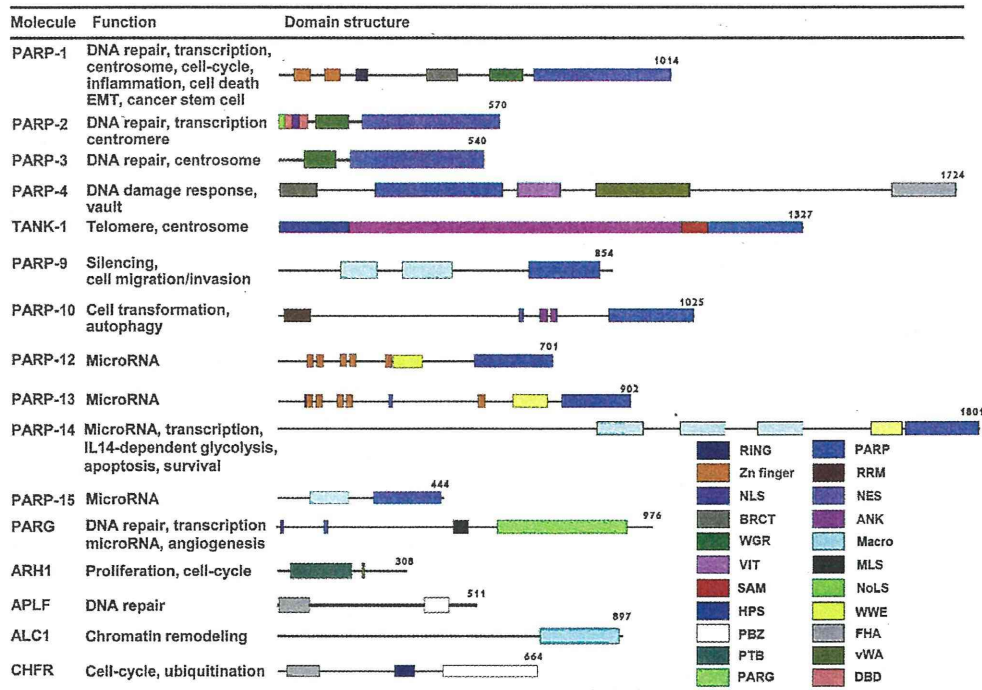 Molecule Function Domain structure
PARP-1 DNA repair, transcription,
centrosome, cell-cycle,
inflammation, cell death
EMT, cancer stem cell
1014
PARP-2 DNA repair, transcription
centromere
570
PARP-3 DNA repair, centrosome
540
PARP-4 DNA damage response,
vault
1724
TANK-1 Telomere, centrosome
1327
PARP-9 Silencing,
cell migration/invasion
854
PARP-10 Cell transformation,
autophagy
1025
PARP-12 MicroRNA
701
PARP-13 MicroRNA
902
PARP-14 MicroRNA, transcription,
IL14-dependent glycolysis,
apoptosis, survival
1801
PARP-15 MicroRNA
444
PARG DNA repair, transcription
microRNA, angiogenesis
976
ARH1 Proliferation, cell-cycle
308
APLF DNA repair
511
ALC1 Chromatin remodeling
897
CHFR Cell-cycle, ubiquitination
664
RING PARP
Zn finger RRM
NLS NES
BRCT ANK
WGR Macro
VIT MLS
SAM NoLS
HPS WWE
PBZ FHA
PTB vWA
PARG DBD